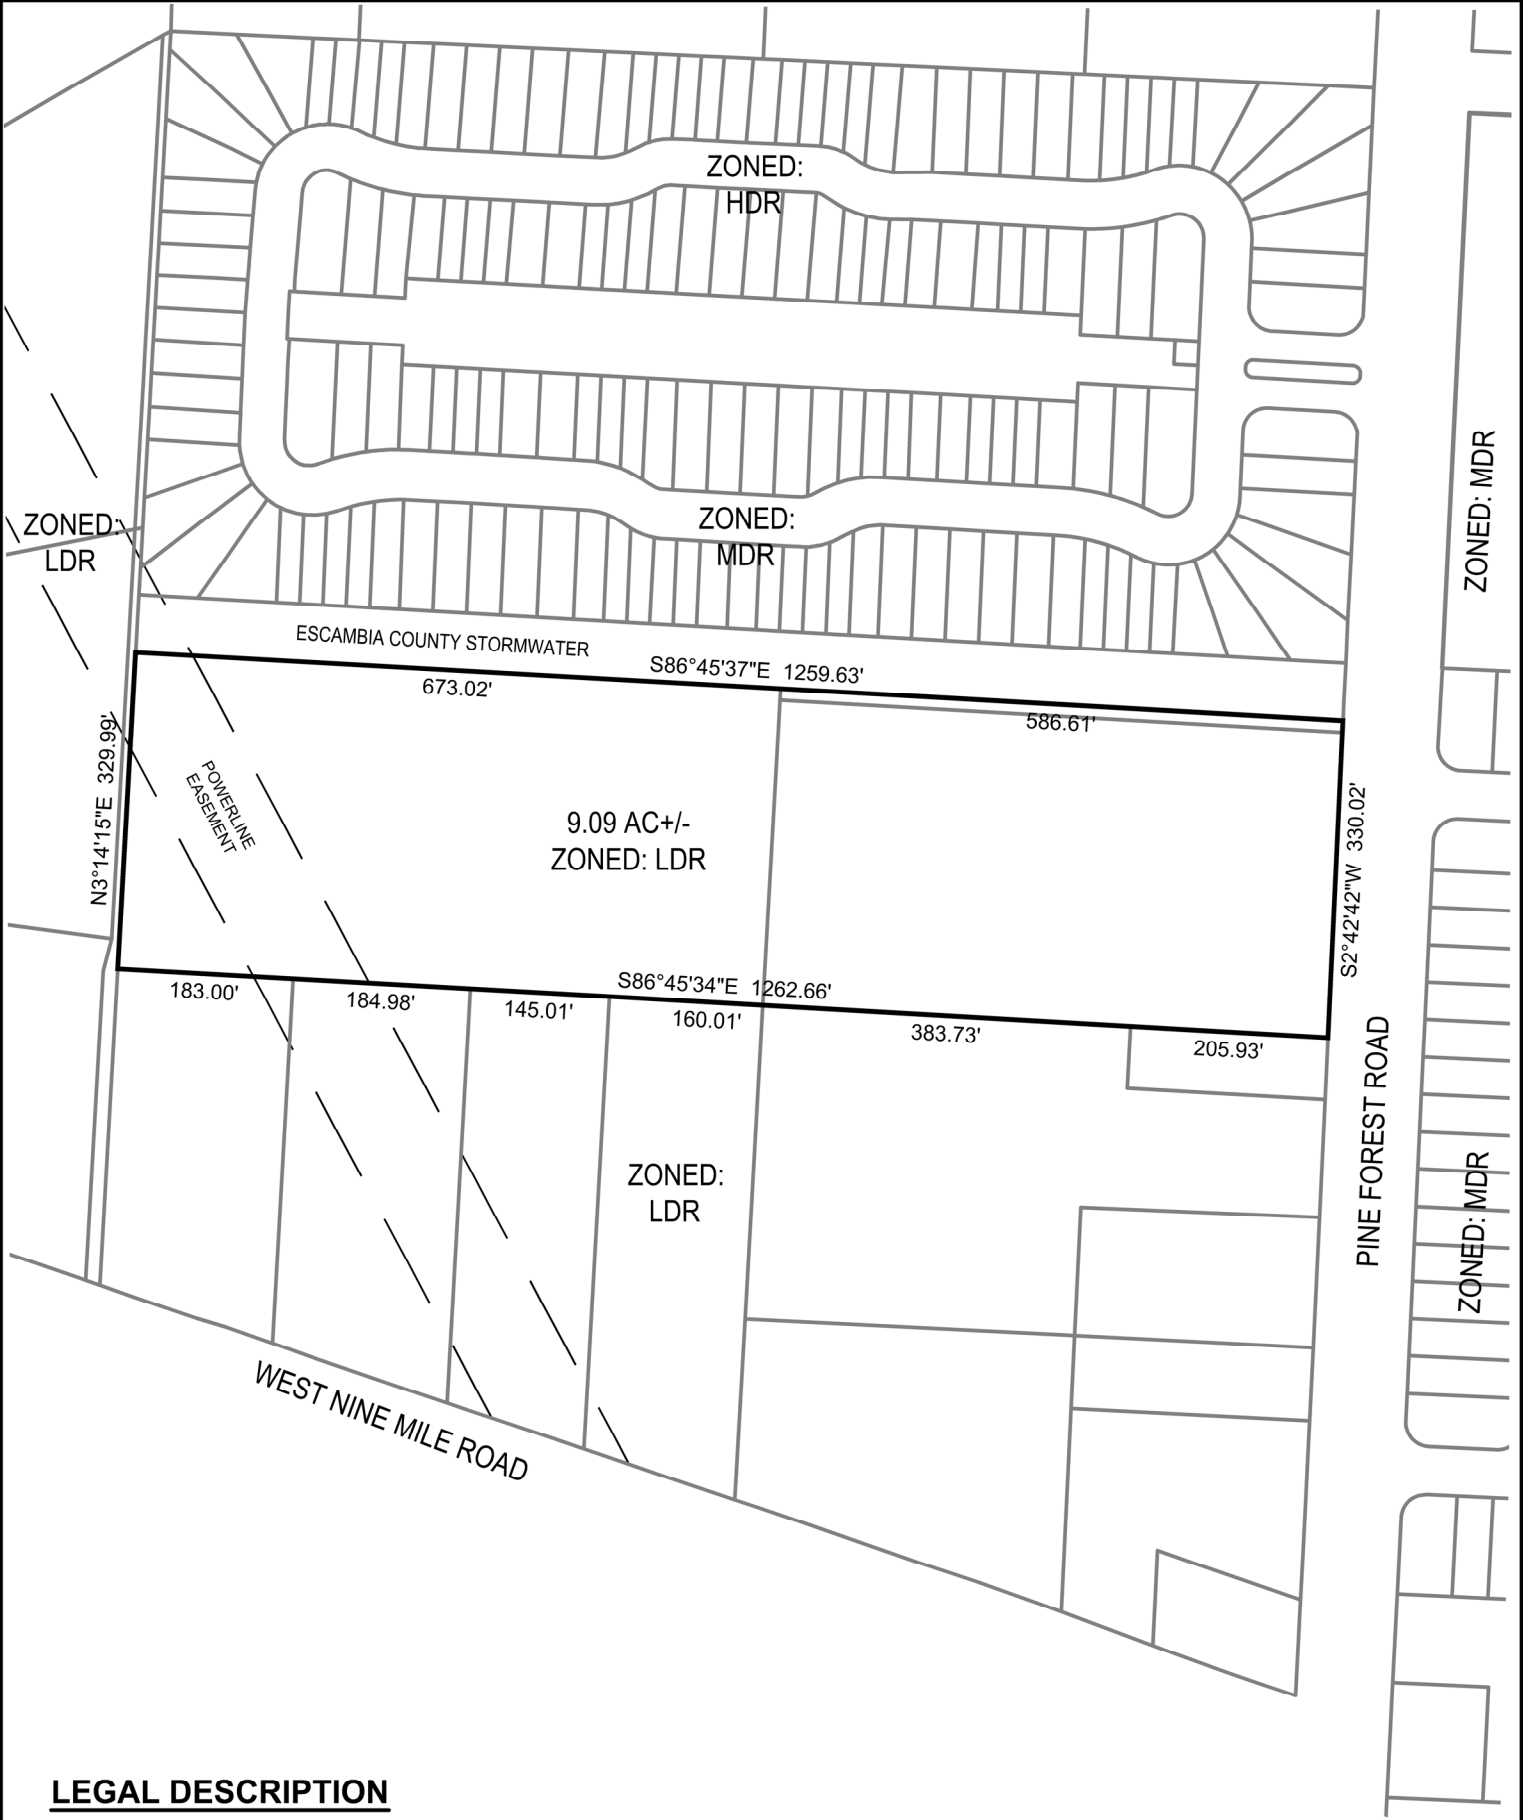 ZONED:
HDR
ZONED: MDR
ZONED:
LDR
ZONED:
MDR
ESCAMBIA COUNTY STORMWATER
S86°45'37"E 1259.63'
673.02'
586.61'
N3°14'15"E 329.99'
POWERLINE
EASEMENT
9.09 AC+/-
ZONED: LDR
S2°42'42"W 330.02'
S86°45'34"E 1262.66'
183.00'
184.98'
145.01'
160.01'
383.73'
205.93'
ZONED:
LDR
PINE FOREST ROAD
ZONED: MDR
WEST NINE MILE ROAD
LEGAL DESCRIPTION